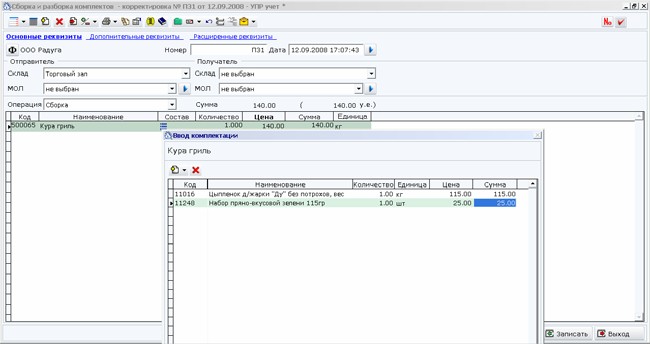 Сборка и разборка комплектов - корректировка № П31 от 12.09.2008 - УПР учет *
УПР
№
Основные реквизиты Дополнительные реквизиты Расширенные реквизиты
Ф ООО Радуга Номер П31 Дата 12.09.2008 17:07:43
Отправитель Получатель
Склад Торговый зал Склад не выбран
МОЛ не выбран МОЛ не выбран
Операция Сборка Сумма 140.00 ( 140.00 у.е.)
Код Наименование Состав Количество Цена Сумма Единица
500065 Кура гриль 1.000 140.00 140.00 кг
Ввод комплектации
Кура гриль
Код Наименование Количество Единица Цена Сумма
11016 Цыпленок д/жарки "Ду" без потрохов, вес 1.00 кг 115.00 115.00
11248 Набор пряно-вкусовой зелени 115гр 1.00 шт 25.00 25.00
Записать Выход